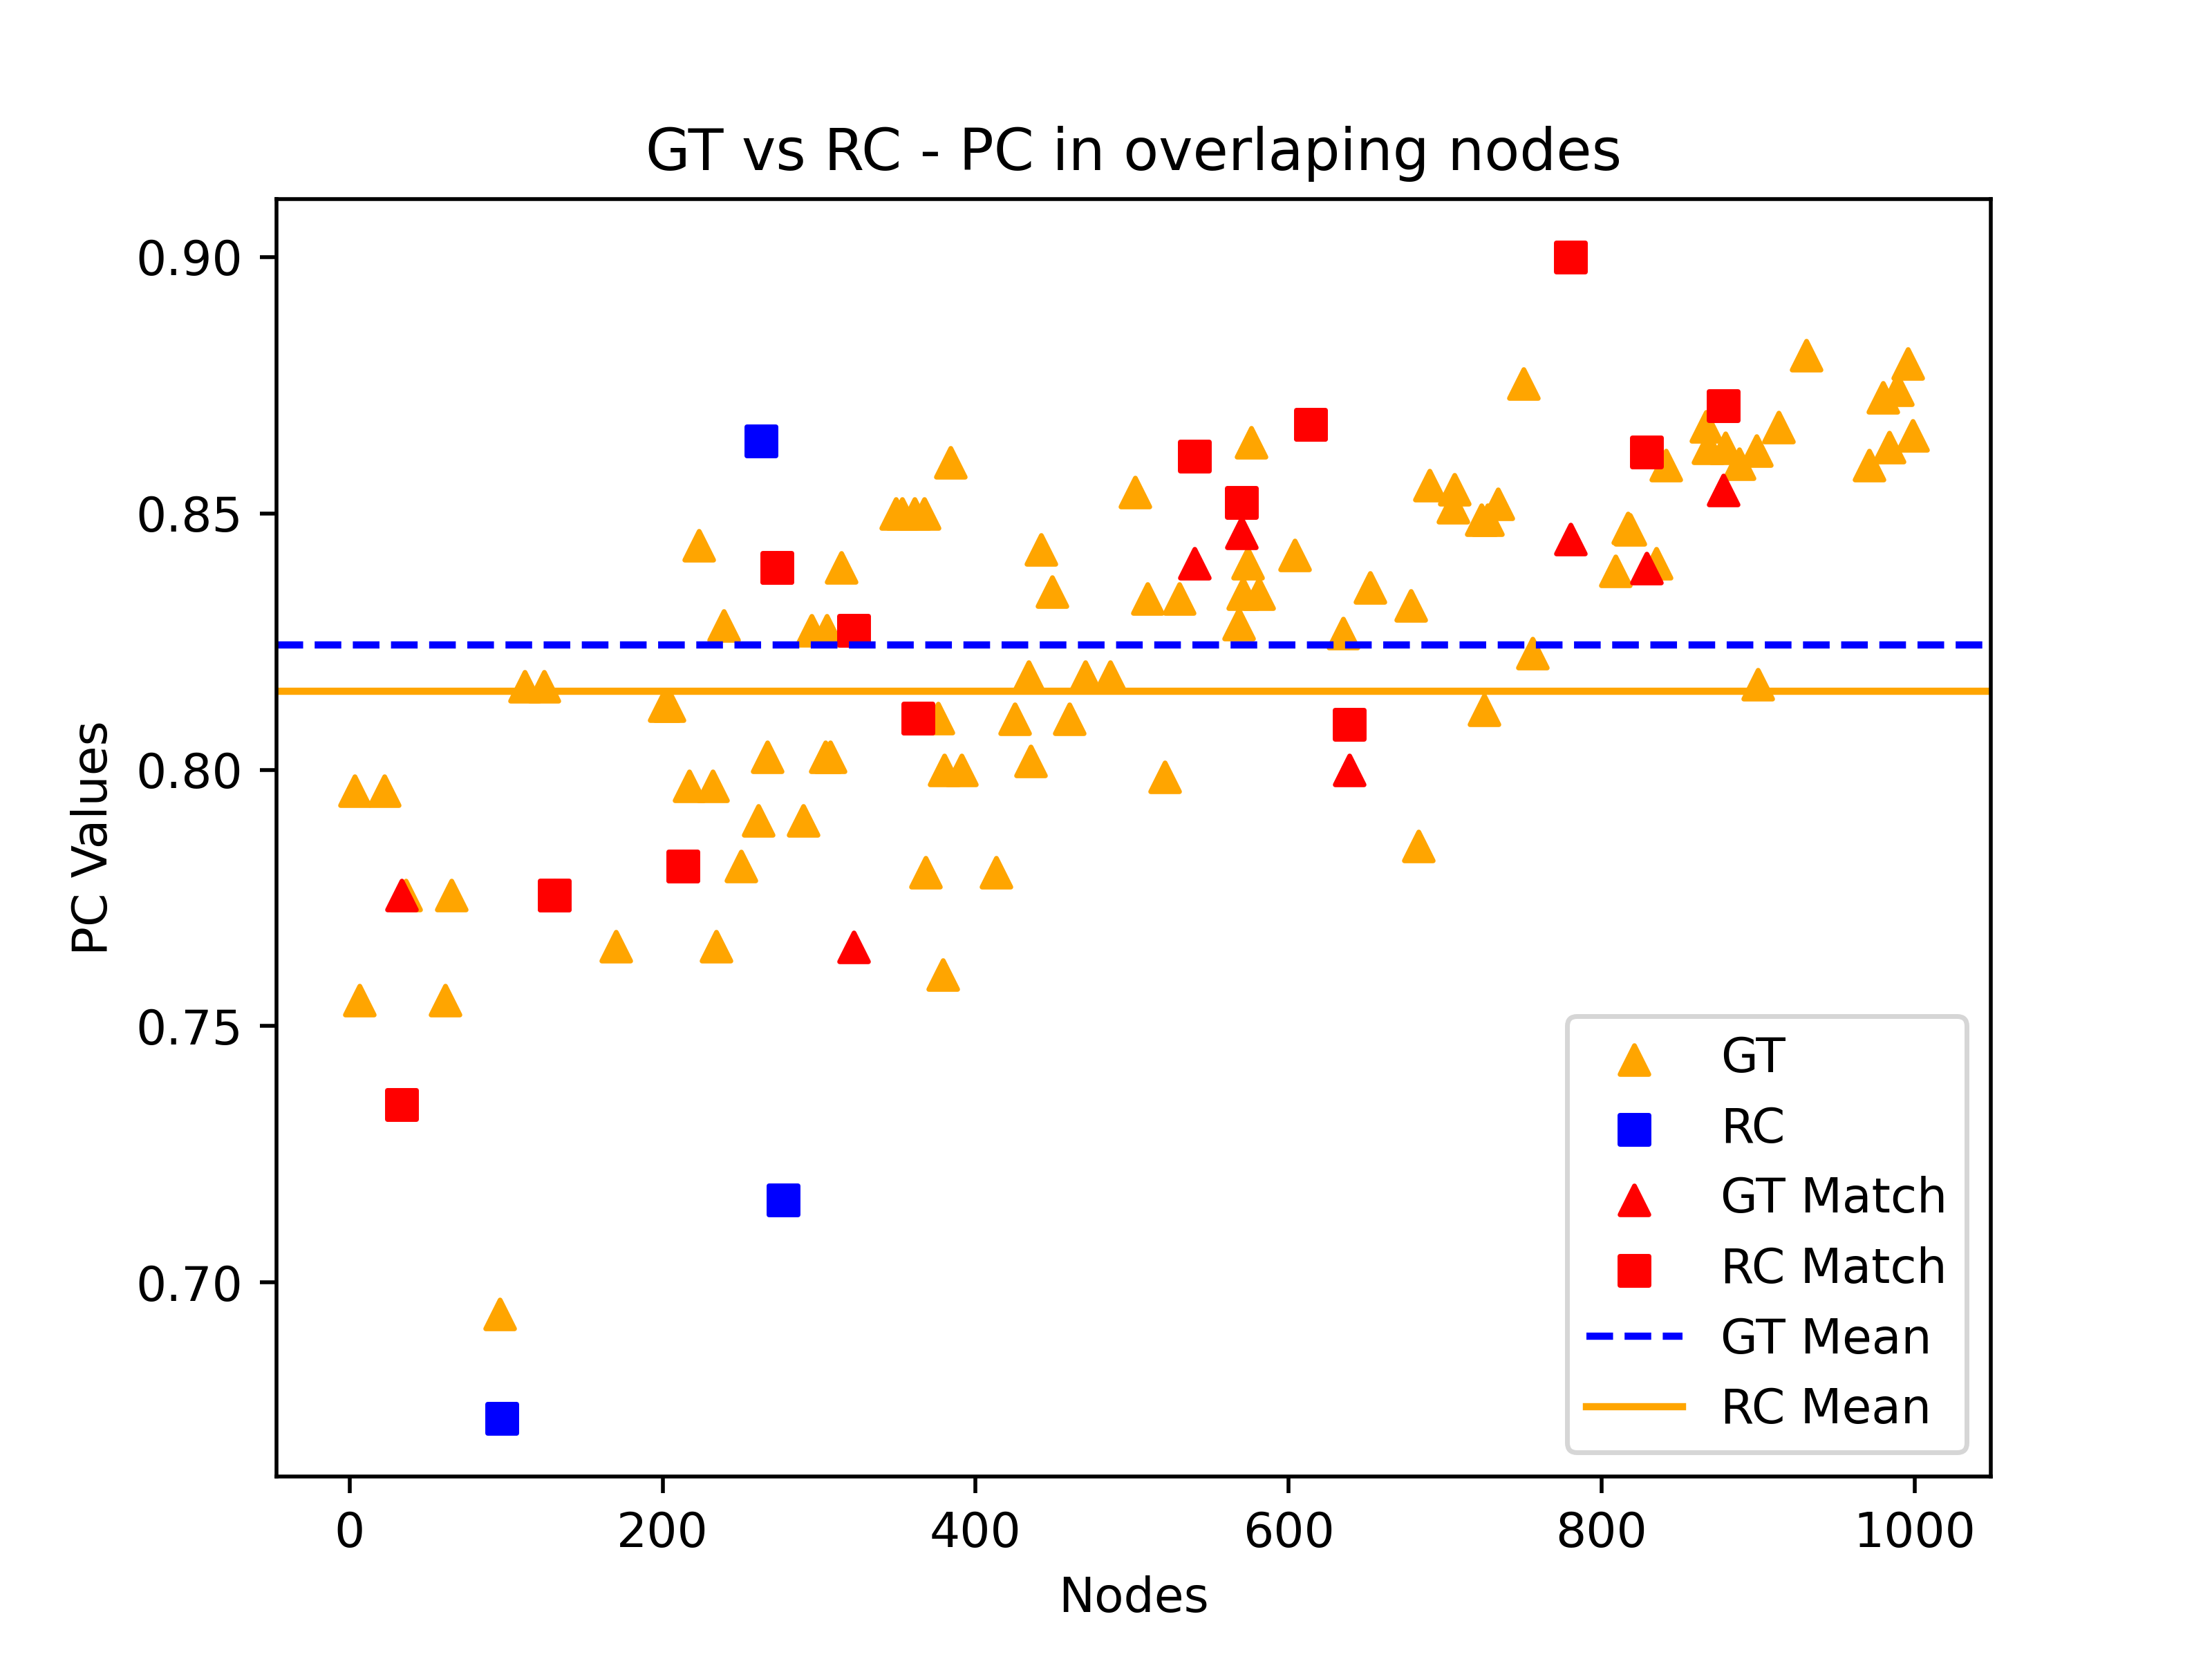 GT vs RC - PC in overlaping nodes
0.90
0.85
0.80
0.75
0.70
PC Values
0 200 400 600 800 1000
Nodes
GT
RC
GT Match
RC Match
GT Mean
RC Mean